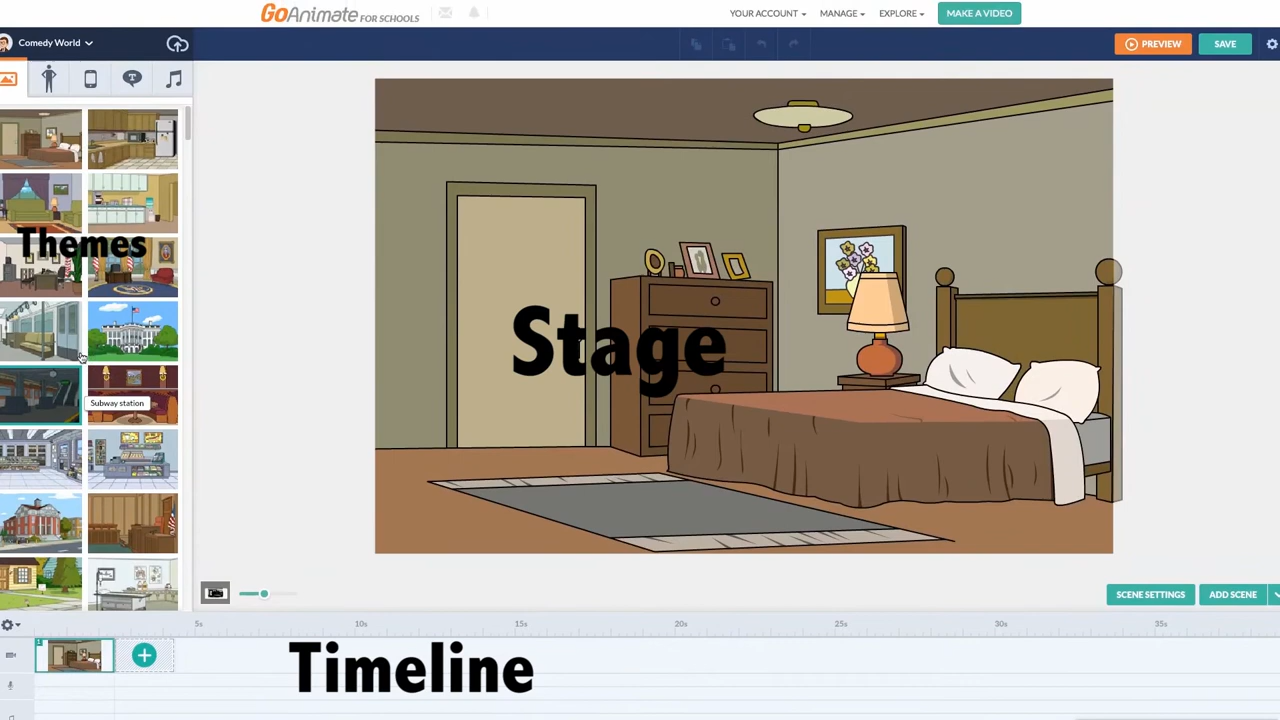 GoAnimate FOR SCHOOLS
YOUR ACCOUNT
MANAGE
EXPLORE
MAKE A VIDEO
Comedy World
PREVIEW
SAVE
T
Themes
Stage
Subway station
SCENE SETTINGS
ADD SCENE
5s
10s
15s
20s
25s
30s
35s
1
Timeline